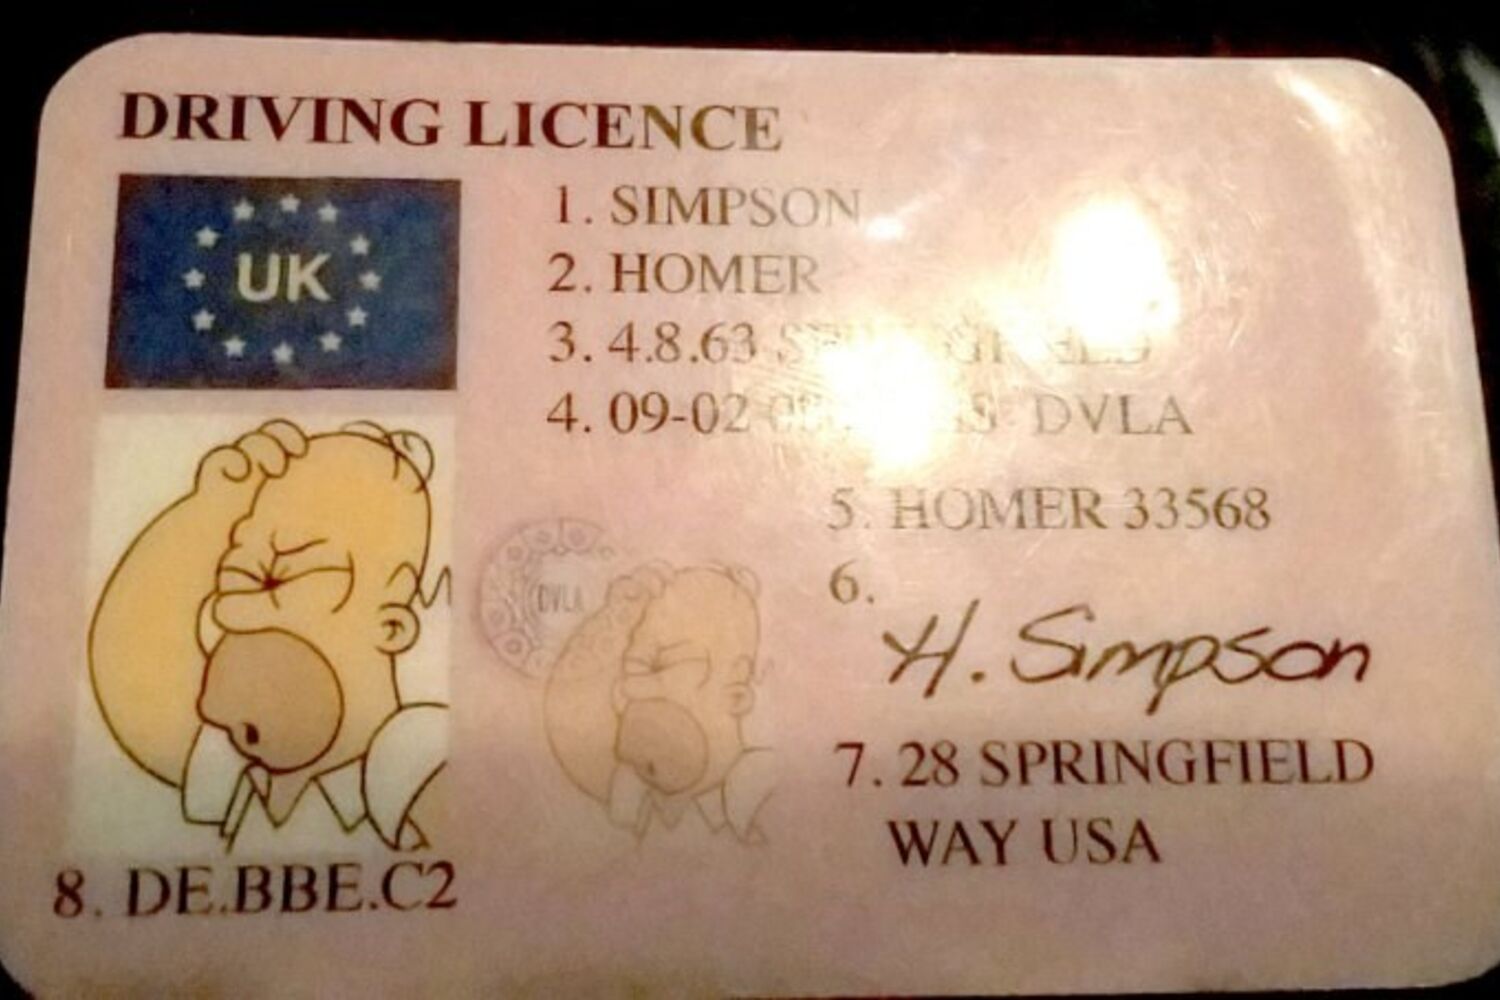 DRIVING LICENCE
UK
1. SIMPSON
2. HOMER
3. 4.8.63
4. 09-02 DVLA
5. HOMER 33568
DVLA
6.
H. Simpson
7. 28 SPRINGFIELD
WAY USA
8. DE.BBE.C2